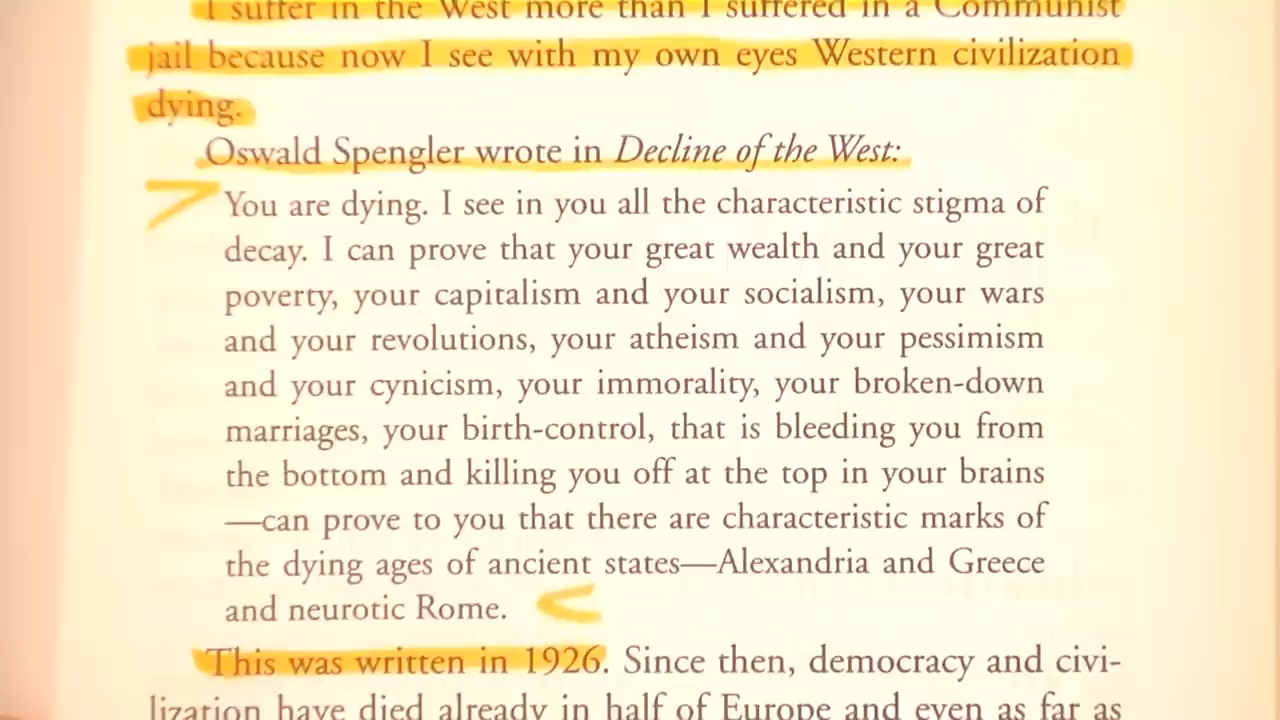 I suffer in the West more than I suffered in a Communist
jail because now I see with my own eyes Western civilization
dying.
Oswald Spengler wrote in Decline of the West:
You are dying. I see in you all the characteristic stigma of
decay. I can prove that your great wealth and your great
poverty, your capitalism and your socialism, your wars
and your revolutions, your atheism and your pessimism
and your cynicism, your immorality, your broken-down
marriages, your birth-control, that is bleeding you from
the bottom and killing you off at the top in your brains
—can prove to you that there are characteristic marks of
the dying ages of ancient states—Alexandria and Greece
and neurotic Rome.
This was written in 1926. Since then, democracy and civi-
lization have died already in half of Europe and even as far as